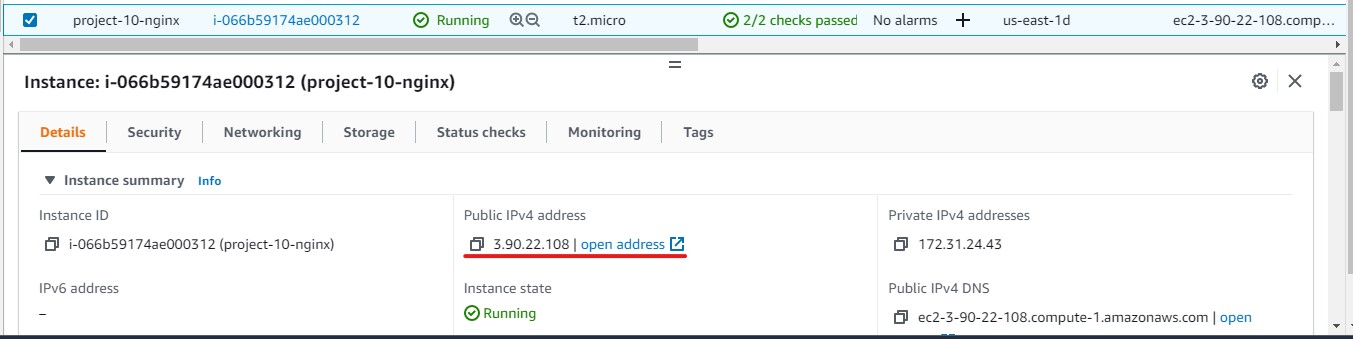 project-10-nginx i-066b59174ae000312 Running t2.micro 2/2 checks passed No alarms + us-east-1d ec2-3-90-22-108.comp...
Instance: i-066b59174ae000312 (project-10-nginx)
Details Security Networking Storage Status checks Monitoring Tags
Instance summary Info
Instance ID Public IPv4 address Private IPv4 addresses
i-066b59174ae000312 (project-10-nginx) 3.90.22.108 | open address 172.31.24.43
IPv6 address Instance state Public IPv4 DNS
– Running ec2-3-90-22-108.compute-1.amazonaws.com | open